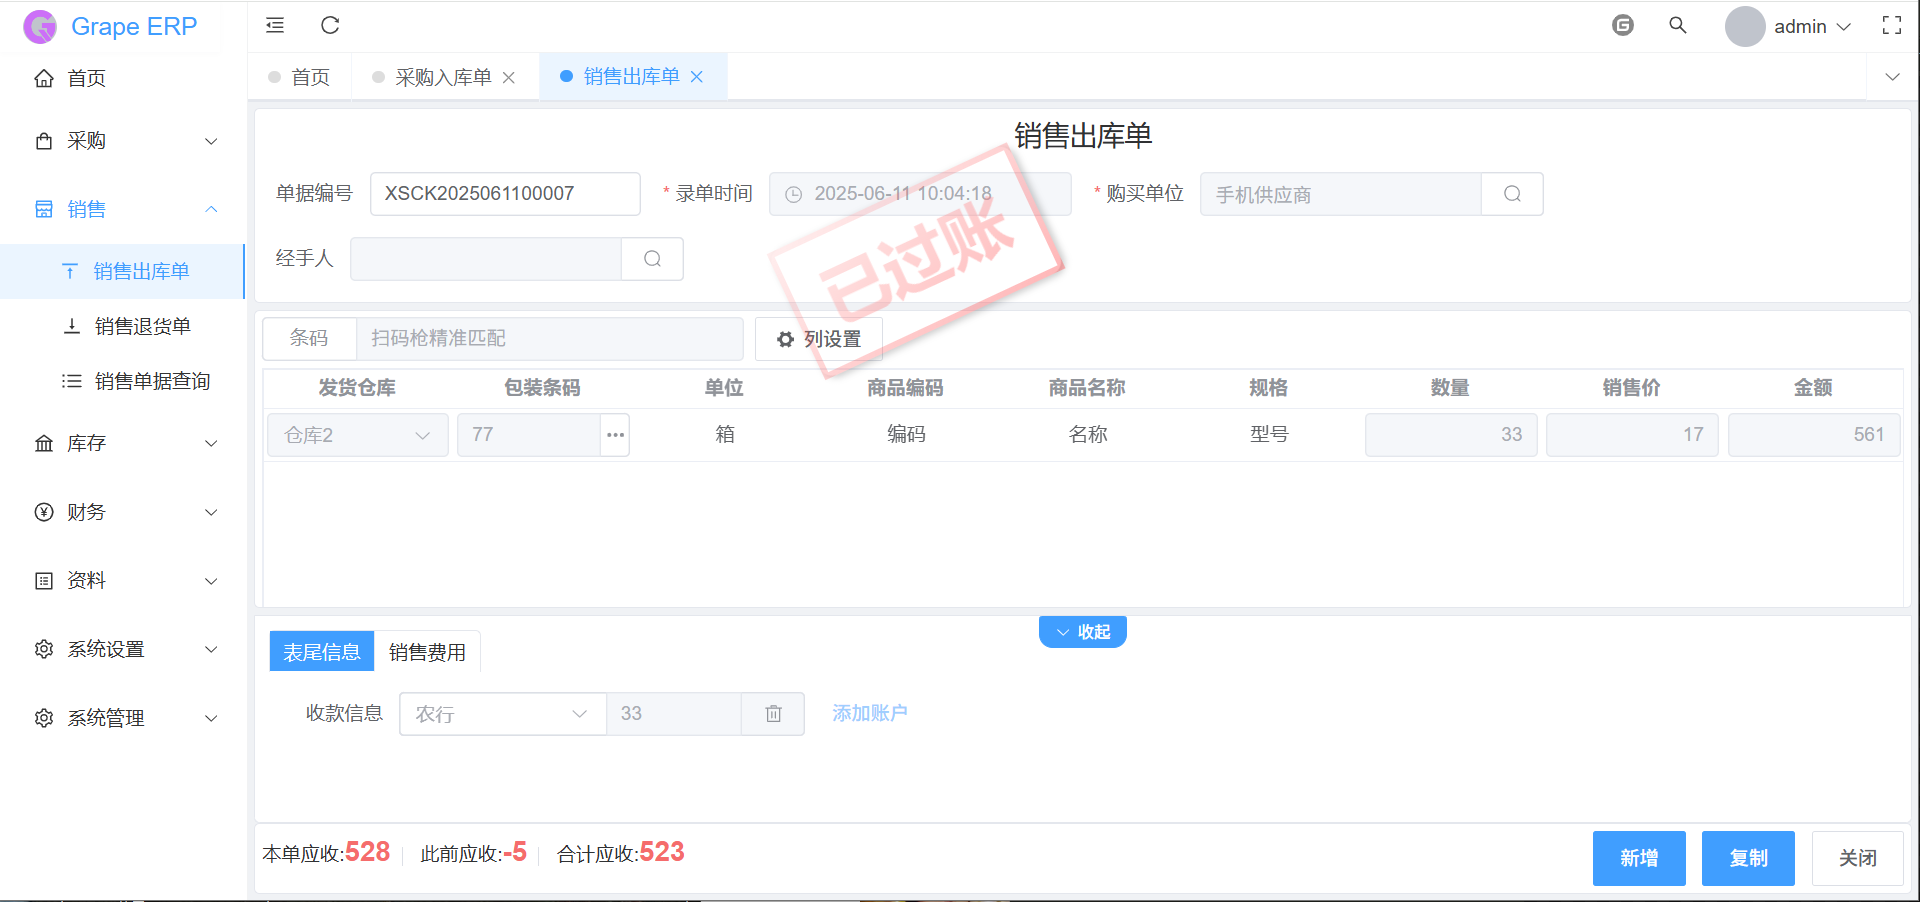 Grape ERP
admin
首页
采购入库单
销售出库单
首页
采购
销售
销售出库单
销售退货单
销售单据查询
库存
财务
资料
系统设置
系统管理
销售出库单
单据编号 XSCK2025061100007 * 录单时间 2025-06-11 10:04:18 * 购买单位 手机供应商
经手人
已过账
条码 扫码枪精准匹配 列设置
发货仓库 包装条码 单位 商品编码 商品名称 规格 数量 销售价 金额
仓库2 77 箱 编码 名称 型号 33 17 561
收起
表尾信息 销售费用
收款信息 农行 33 添加账户
本单应收:528 此前应收:-5 合计应收:523
新增 复制 关闭